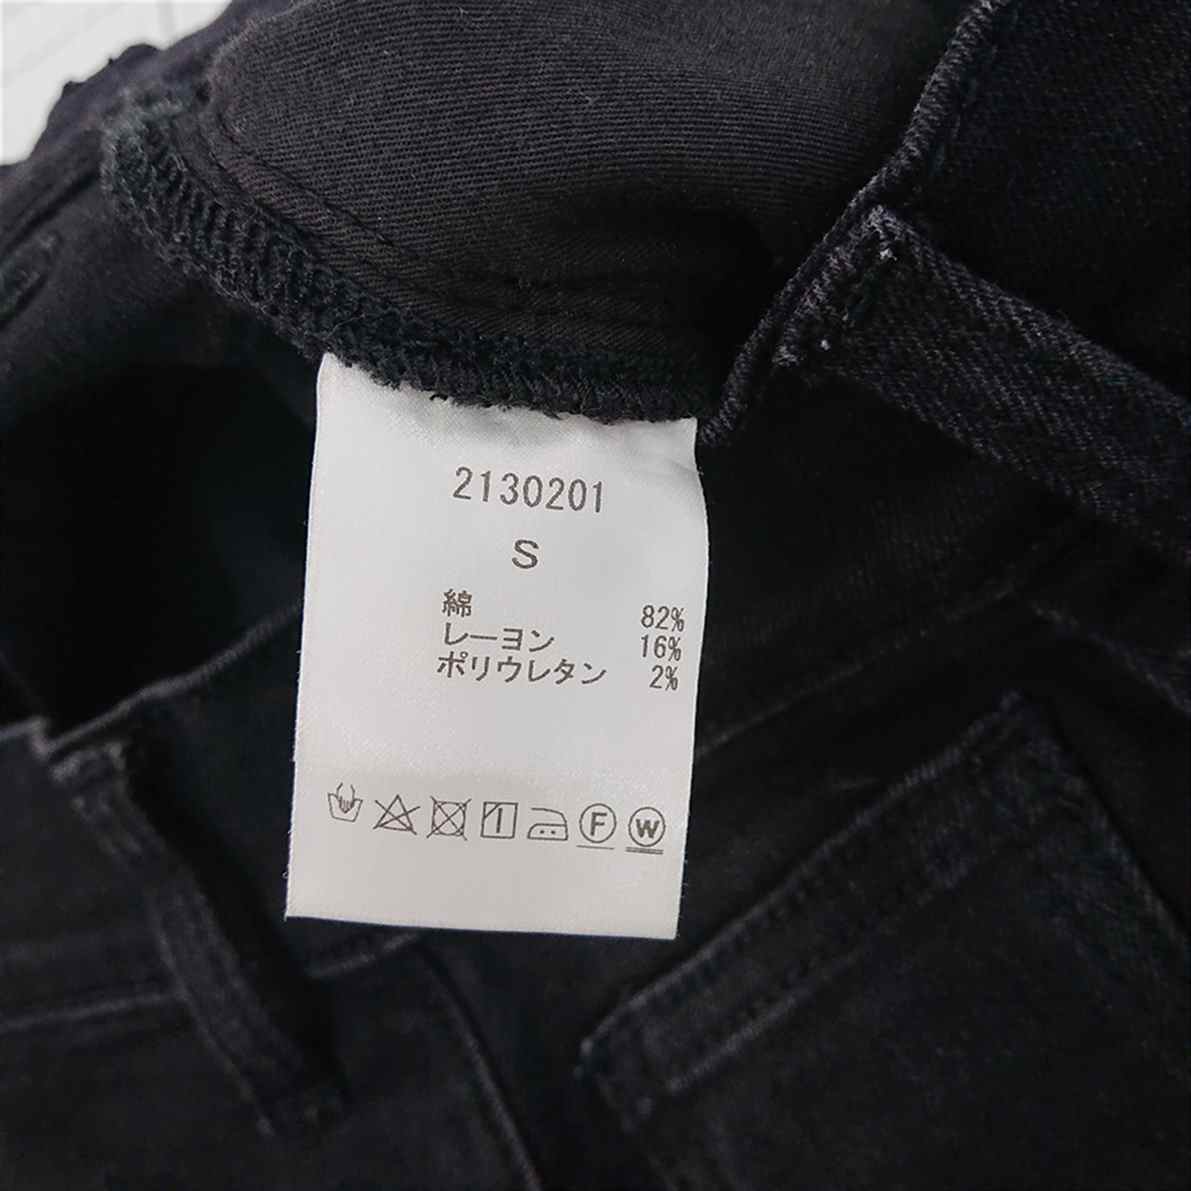 2130201
S
綿 82%
レーヨン 16%
ポリウレタン 2%
F W